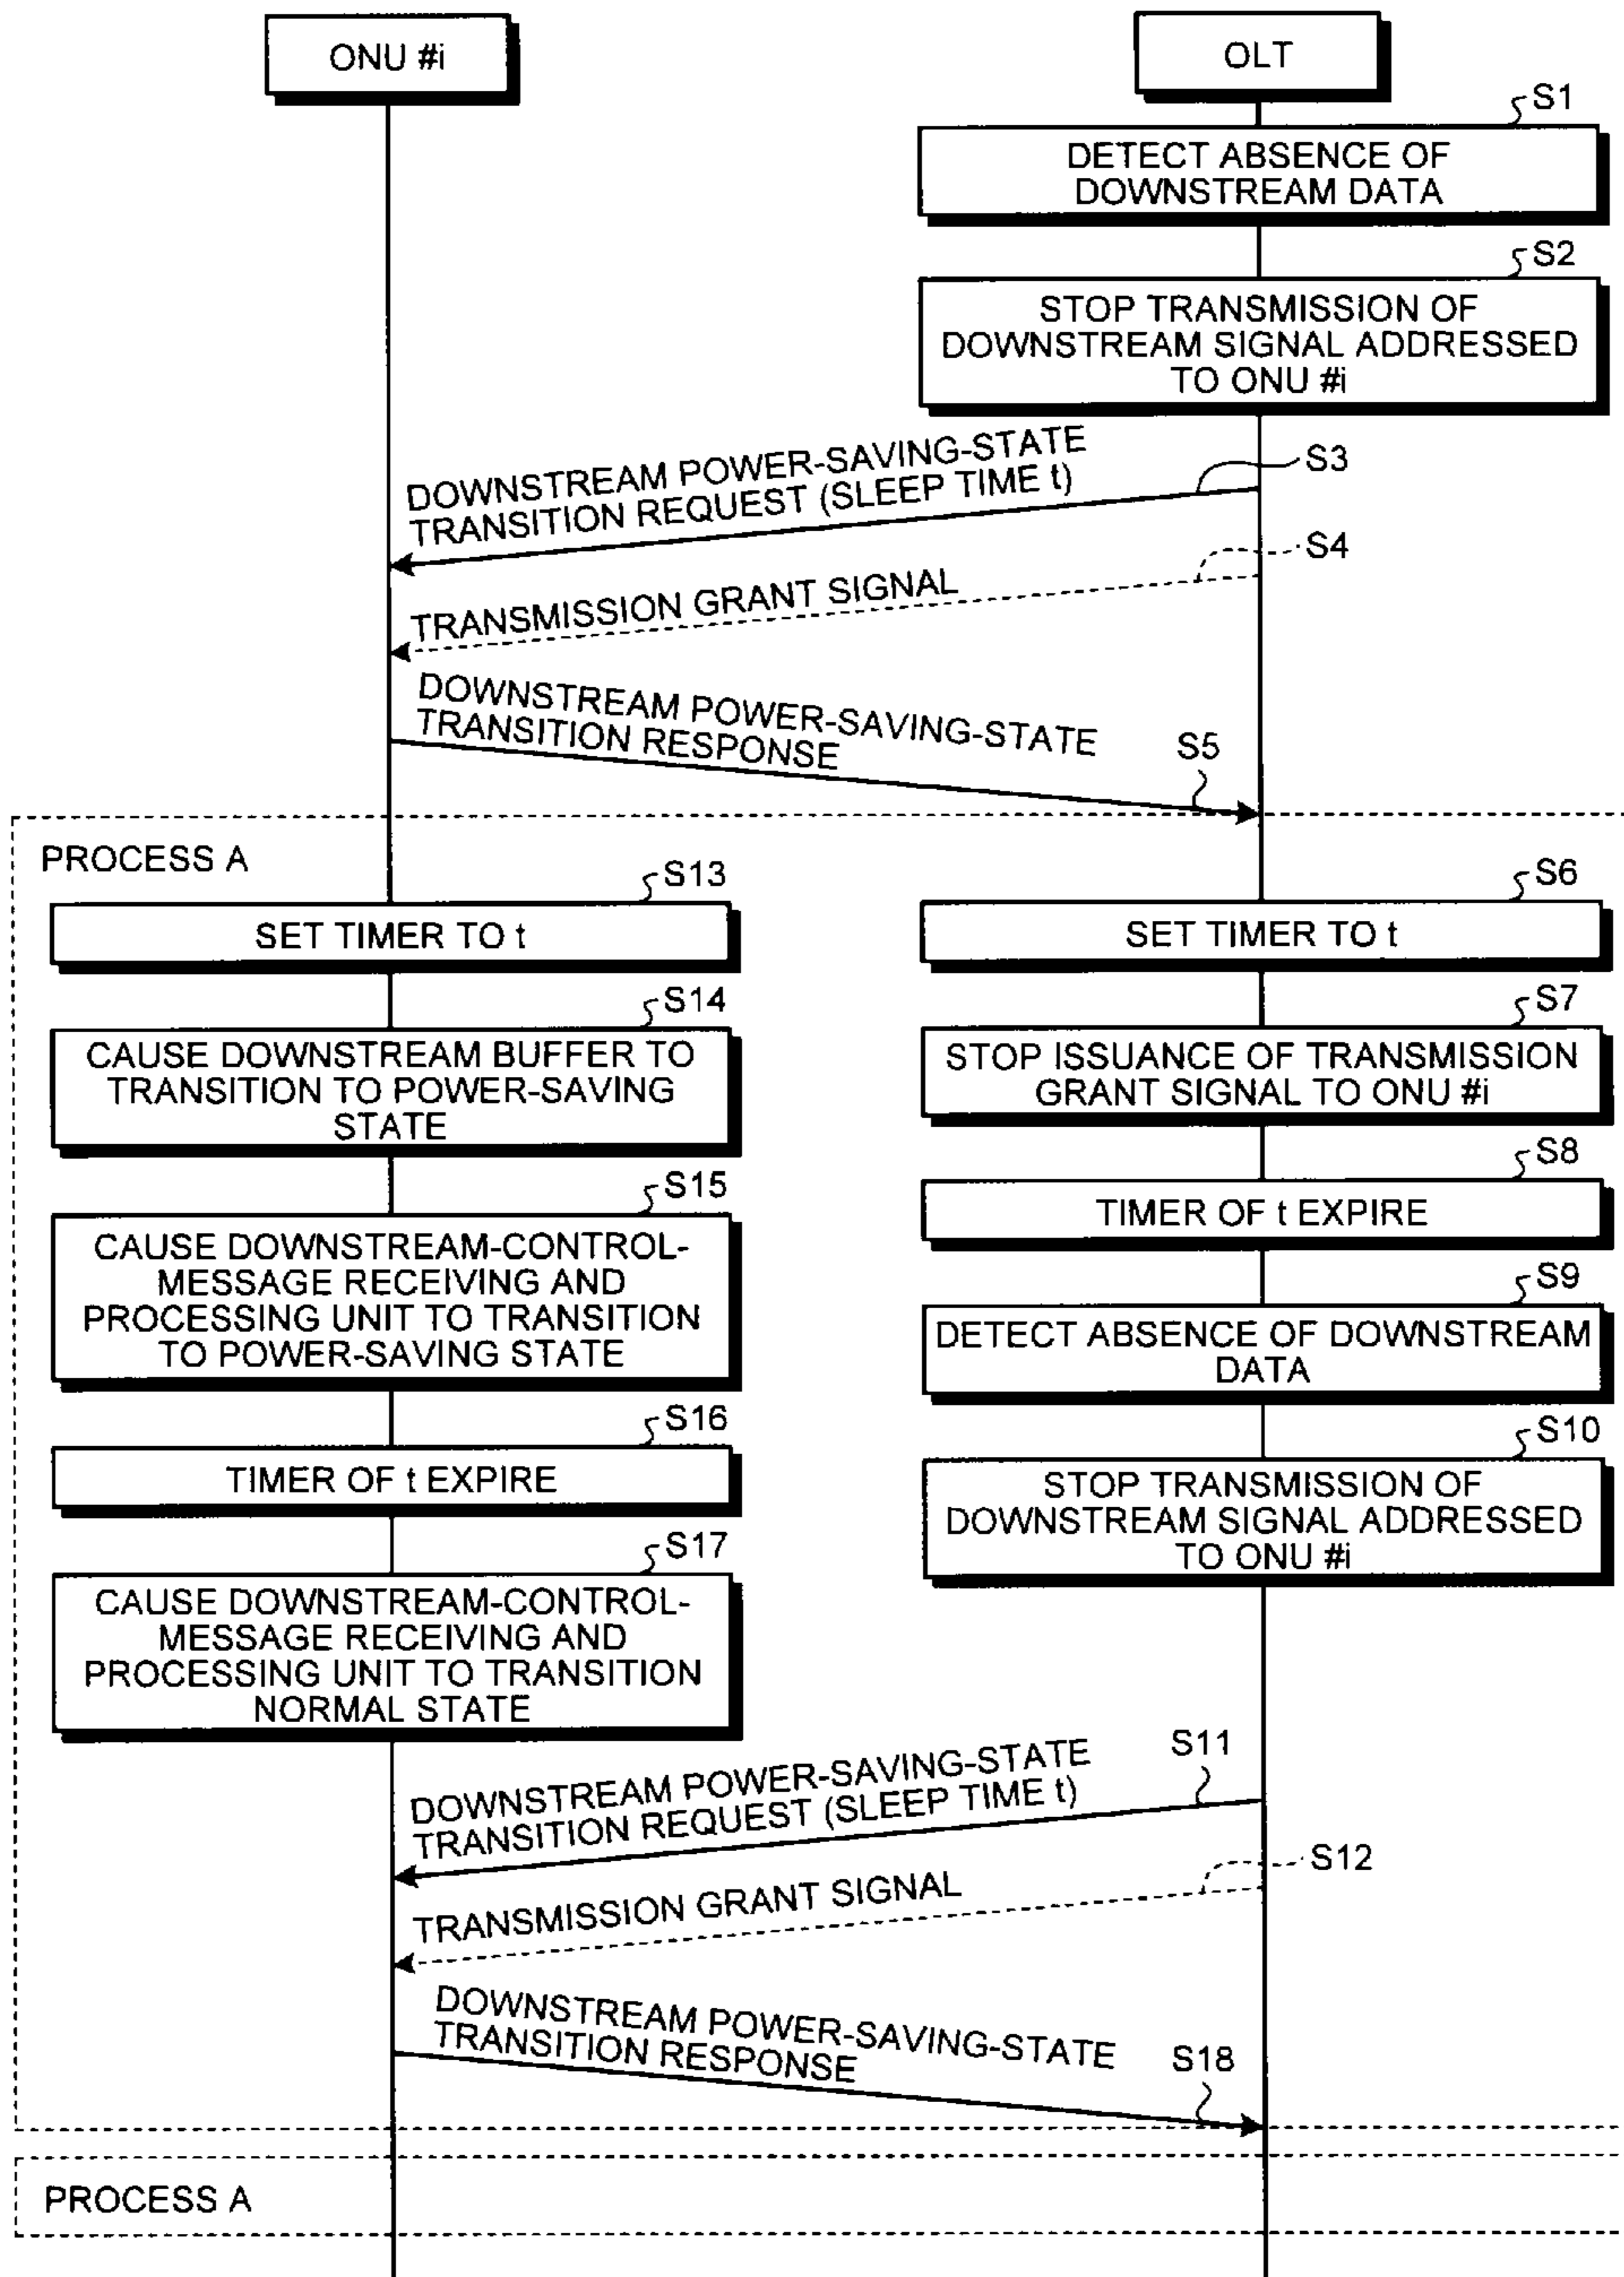 ONU #i
OLT
S1
DETECT ABSENCE OF
DOWNSTREAM DATA
S2
STOP TRANSMISSION OF
DOWNSTREAM SIGNAL ADDRESSED
TO ONU #i
DOWNSTREAM POWER-SAVING-STATE
TRANSITION REQUEST (SLEEP TIME t)
S3
TRANSMISSION GRANT SIGNAL
S4
DOWNSTREAM POWER-SAVING-STATE
TRANSITION RESPONSE
S5
PROCESS A
S13
SET TIMER TO t
S6
SET TIMER TO t
S14
CAUSE DOWNSTREAM BUFFER TO
TRANSITION TO POWER-SAVING
STATE
S7
STOP ISSUANCE OF TRANSMISSION
GRANT SIGNAL TO ONU #i
S8
TIMER OF t EXPIRE
S15
CAUSE DOWNSTREAM-CONTROL-
MESSAGE RECEIVING AND
PROCESSING UNIT TO TRANSITION
TO POWER-SAVING STATE
S9
DETECT ABSENCE OF DOWNSTREAM
DATA
S16
TIMER OF t EXPIRE
S10
STOP TRANSMISSION OF
DOWNSTREAM SIGNAL ADDRESSED
TO ONU #i
S17
CAUSE DOWNSTREAM-CONTROL-
MESSAGE RECEIVING AND
PROCESSING UNIT TO TRANSITION
NORMAL STATE
DOWNSTREAM POWER-SAVING-STATE
TRANSITION REQUEST (SLEEP TIME t)
S11
TRANSMISSION GRANT SIGNAL
S12
DOWNSTREAM POWER-SAVING-STATE
TRANSITION RESPONSE
S18
PROCESS A